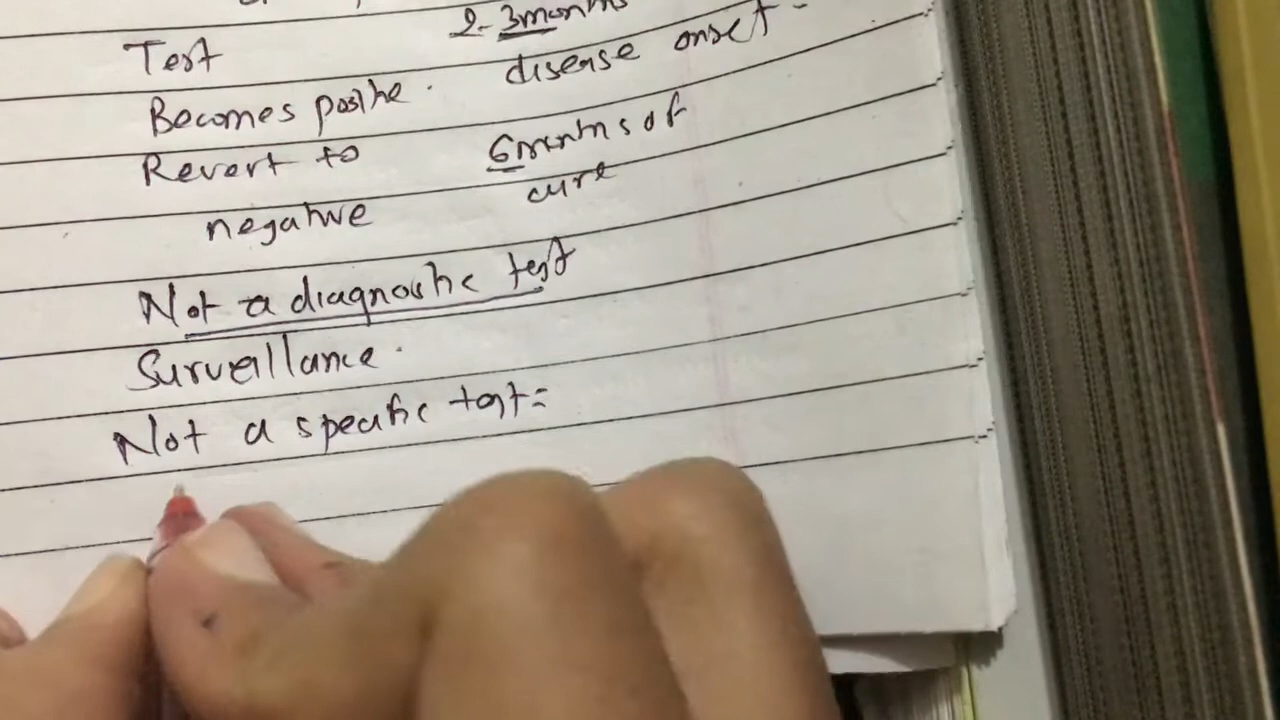 2-3months
Test disease onset-
Becomes positive.
Revert to 6months of
negative cure
Not a diagnostic test
Surveillance.
Not a specific test=